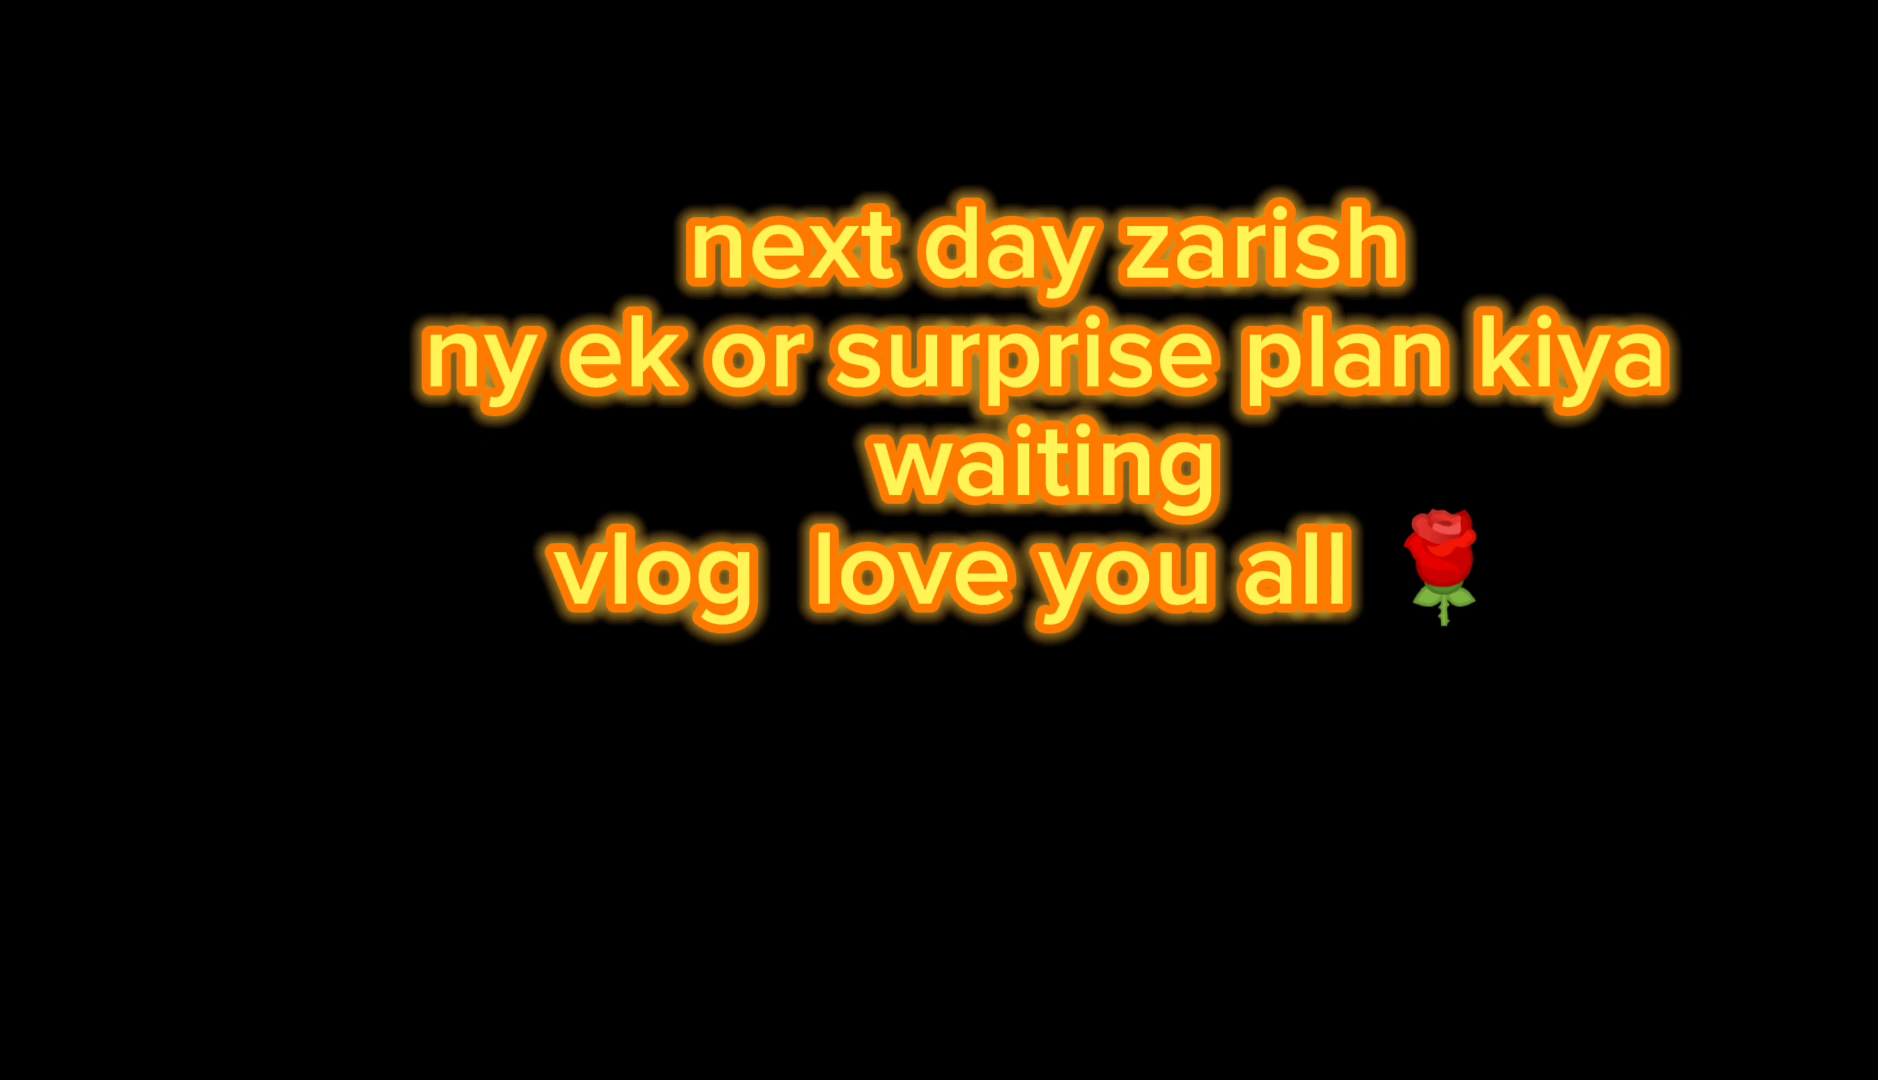 next day zarish
ny ek or surprise plan kiya
waiting
vlog  love you all 🌹